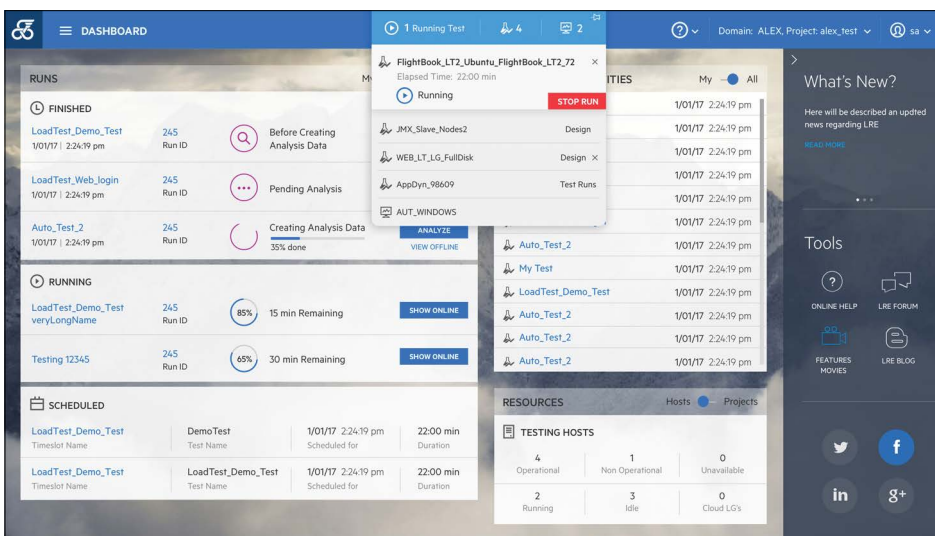 DASHBOARD
1 Running Test
4
2
Domain: ALEX, Project: alex_test
sa
FlightBook_LT2_Ubuntu_FlightBook_LT2_72
Elapsed Time: 22:00 min
Running
STOP RUN
JMX_Slave_Nodes2 Design
WEB_LT_LG_FullDisk Design
AppDyn_98609 Test Runs
AUT_WINDOWS
RUNS
FINISHED
LoadTest_Demo_Test 245 Before Creating
1/01/17 | 2:24:19 pm Run ID Analysis Data
LoadTest_Web_login 245 Pending Analysis
1/01/17 | 2:24:19 pm Run ID
Auto_Test_2 245 Creating Analysis Data ANALYZE
1/01/17 | 2:24:19 pm Run ID 35% done VIEW OFFLINE
RUNNING
LoadTest_Demo_Test 245 85% 15 min Remaining SHOW ONLINE
veryLongName Run ID
Testing 12345 245 65% 30 min Remaining SHOW ONLINE
Run ID
SCHEDULED
LoadTest_Demo_Test DemoTest 1/01/17 2:24:19 pm 22:00 min
Timeslot Name Test Name Scheduled for Duration
LoadTest_Demo_Test LoadTest_Demo_Test 1/01/17 2:24:19 pm 22:00 min
Timeslot Name Test Name Scheduled for Duration
My All
1/01/17 2:24:19 pm
1/01/17 2:24:19 pm
1/01/17 2:24:19 pm
1/01/17 2:24:19 pm
1/01/17 2:24:19 pm
1/01/17 2:24:19 pm
Auto_Test_2 1/01/17 2:24:19 pm
My Test 1/01/17 2:24:19 pm
LoadTest_Demo_Test 1/01/17 2:24:19 pm
Auto_Test_2 1/01/17 2:24:19 pm
Auto_Test_2 1/01/17 2:24:19 pm
Auto_Test_2 1/01/17 2:24:19 pm
RESOURCES Hosts Projects
TESTING HOSTS
4 1 0
Operational Non Operational Unavailable
2 3 0
Running Idle Cloud LG's
What's New?
Here will be described an updted
news regarding LRE
READ MORE
Tools
ONLINE HELP LRE FORUM
FEATURES LRE BLOG
MOVIES
f
in g+